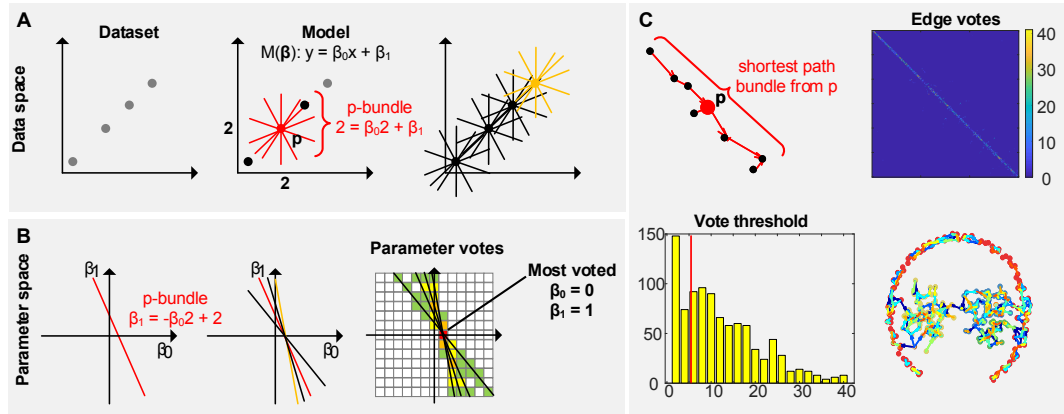 A
Dataset
Data space
Model
M(β): y = β₀x + β₁
p-bundle
2 = β₀2 + β₁
p
2
2
B
Parameter space
β₁
β₀
p-bundle
β₁ = -β₀2 + 2
β₁
β₀
Parameter votes
Most voted
β₀ = 0
β₁ = 1
C
shortest path
bundle from p
p
Edge votes
40
30
20
10
0
Vote threshold
150
100
50
0
0 10 20 30 40